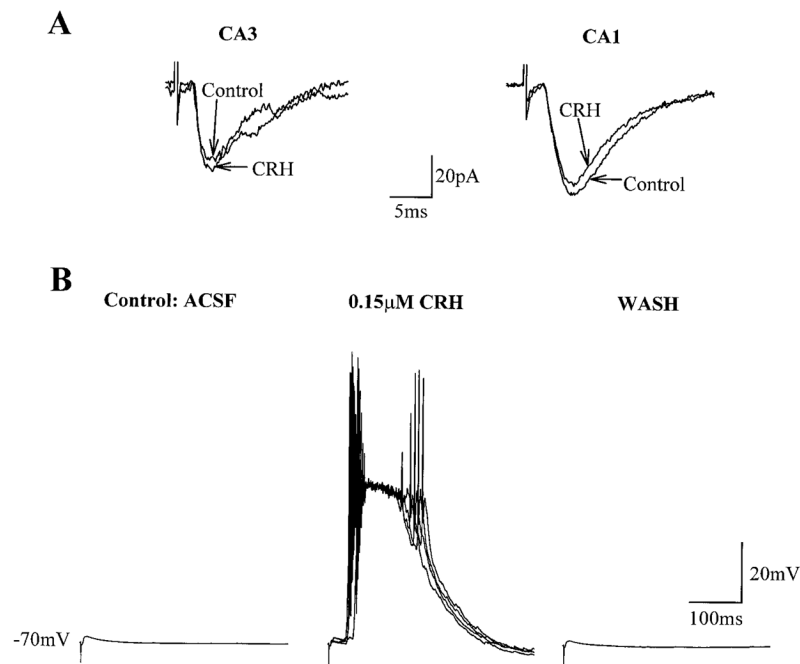 A
CA3
CA1
Control
CRH
CRH
Control
20pA
5ms
B
Control: ACSF
0.15μM CRH
WASH
20mV
100ms
-70mV